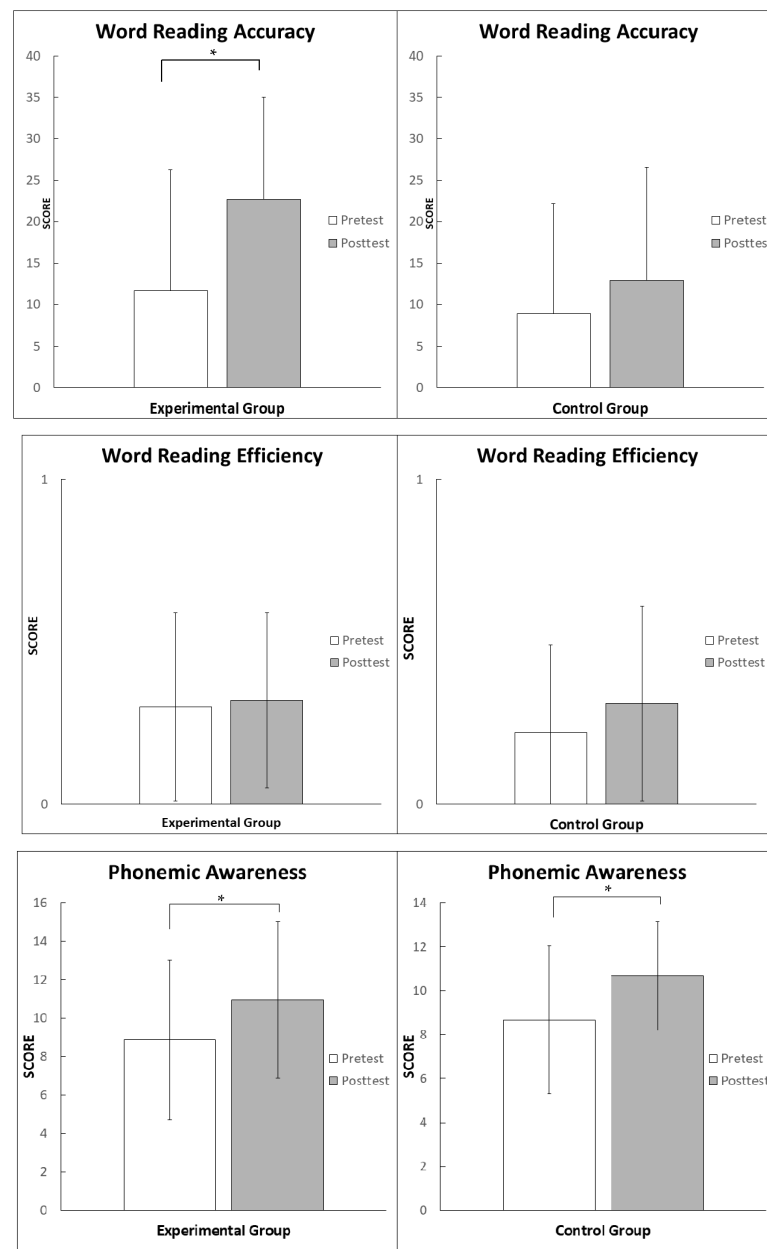 Word Reading Accuracy
40
35
30
25
20
15
10
5
0
SCORE
*
Pretest
Posttest
Experimental Group
Word Reading Accuracy
40
35
30
25
20
15
10
5
0
SCORE
Pretest
Posttes
Control Group
Word Reading Efficiency
1
0
SCORE
Pretest
Posttest
Experimental Group
Word Reading Efficiency
1
0
SCORE
Pretest
Posttest
Control Group
Phonemic Awareness
16
14
12
10
8
6
4
2
0
SCORE
*
Pretest
Posttest
Experimental Group
Phonemic Awareness
14
12
10
8
6
4
2
0
SCORE
*
Pretest
Posttest
Control Group